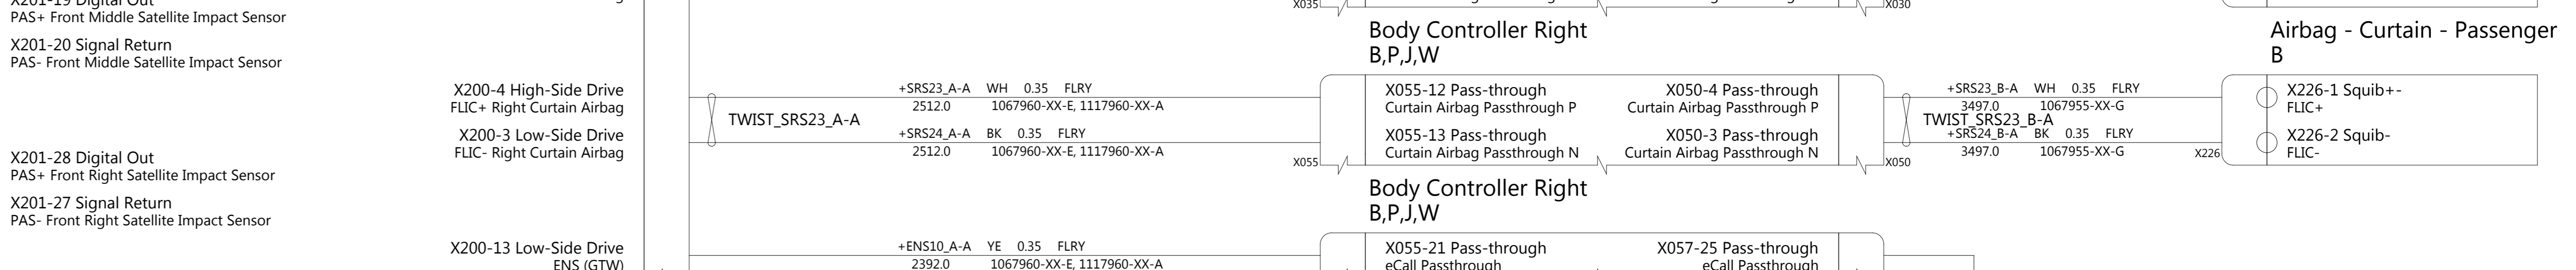 X201-19 Digital Out
PAS+ Front Middle Satellite Impact Sensor
X201-20 Signal Return
PAS- Front Middle Satellite Impact Sensor
X201-28 Digital Out
PAS+ Front Right Satellite Impact Sensor
X201-27 Signal Return
PAS- Front Right Satellite Impact Sensor
X200-4 High-Side Drive
FLIC+ Right Curtain Airbag
X200-3 Low-Side Drive
FLIC- Right Curtain Airbag
X200-13 Low-Side Drive
ENS (GTW)
TWIST_SRS23_A-A
+SRS23_A-A WH 0.35 FLRY
2512.0 1067960-XX-E, 1117960-XX-A
+SRS24_A-A BK 0.35 FLRY
2512.0 1067960-XX-E, 1117960-XX-A
+ENS10_A-A YE 0.35 FLRY
2392.0 1067960-XX-E, 1117960-XX-A
X035
X030
Body Controller Right
B,P,J,W
X055-12 Pass-through
Curtain Airbag Passthrough P
X055-13 Pass-through
Curtain Airbag Passthrough N
X050-4 Pass-through
Curtain Airbag Passthrough P
X050-3 Pass-through
Curtain Airbag Passthrough N
X055
X050
Body Controller Right
B,P,J,W
X055-21 Pass-through
eCall Passthrough
X057-25 Pass-through
eCall Passthrough
+SRS23_B-A WH 0.35 FLRY
3497.0 1067955-XX-G
TWIST_SRS23_B-A
+SRS24_B-A BK 0.35 FLRY
3497.0 1067955-XX-G
X226
Airbag - Curtain - Passenger
B
X226-1 Squib+-
FLIC+
X226-2 Squib-
FLIC-